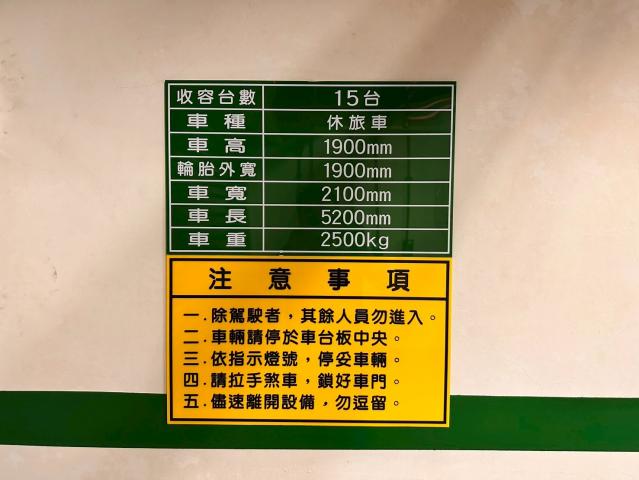 收容台數 15台
車種 休旅車
車高 1900mm
輪胎外寬 1900mm
車寬 2100mm
車長 5200mm
車重 2500kg
注意事項
一.除駕駛者，其餘人員勿進入。
二.車輛請停於車台板中央。
三.依指示燈號，停妥車輛。
四.請拉手煞車，鎖好車門。
五.儘速離開設備，勿逗留。